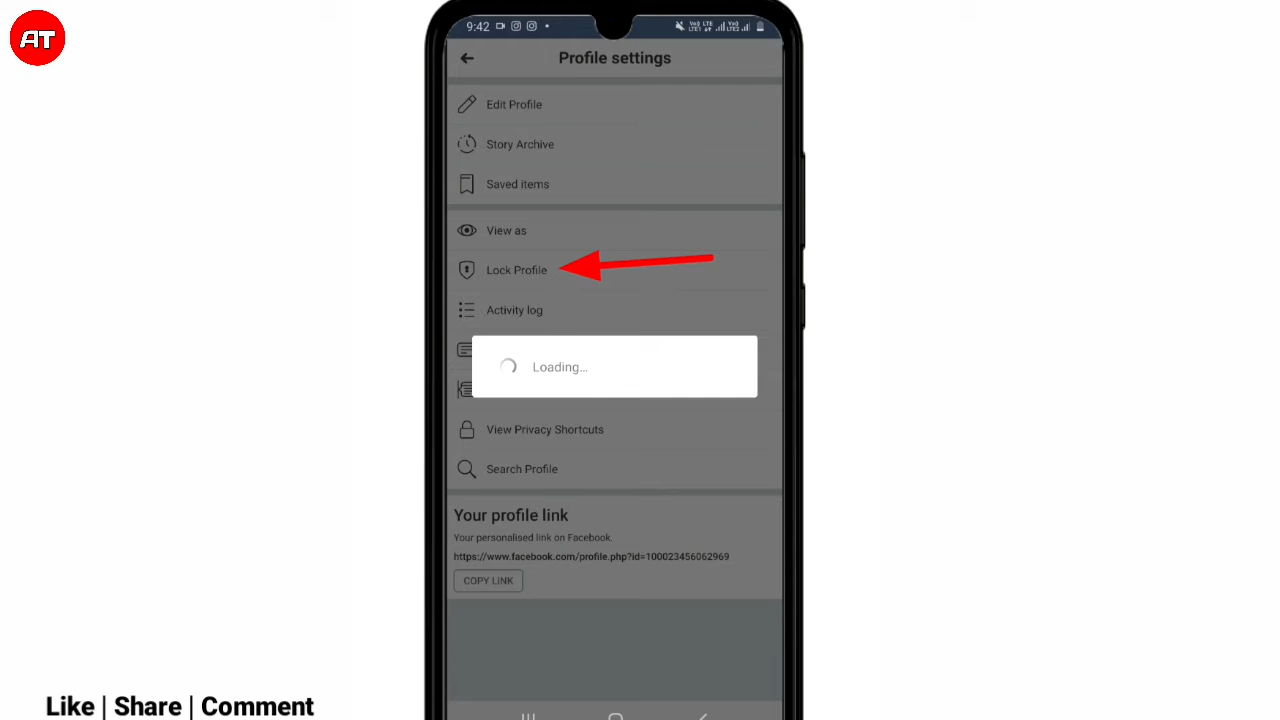 AT
9:42
Profile settings
Edit Profile
Story Archive
Saved items
View as
Lock Profile
Activity log
Loading...
View Privacy Shortcuts
Search Profile
Your profile link
Your personalised link on Facebook.
https://www.facebook.com/profile.php?id=100023456062969
COPY LINK
Like | Share | Comment